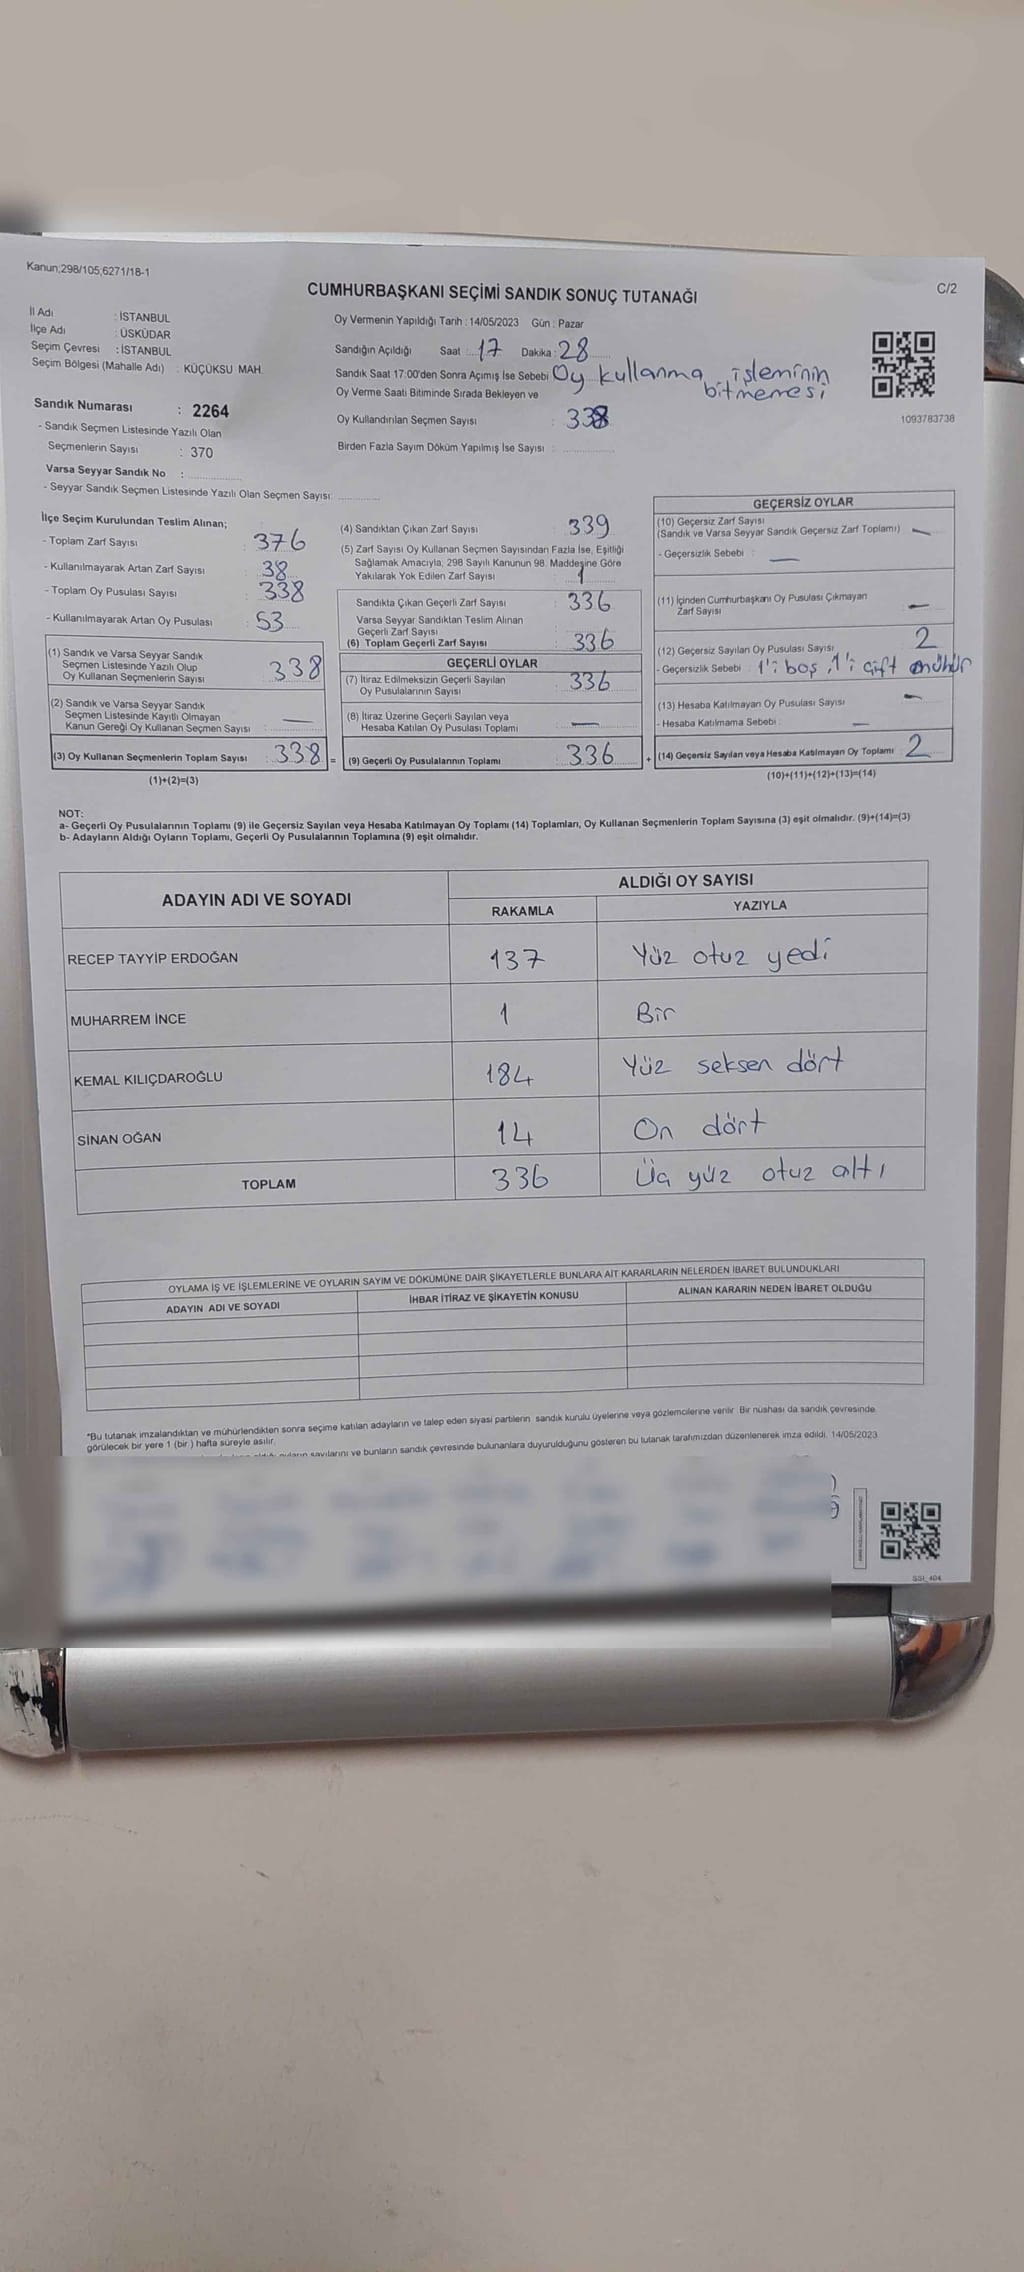 Kanun;298/105;6271/18-1
C/2
CUMHURBAŞKANI SEÇİMİ SANDIK SONUÇ TUTANAĞI
İl Adı : İSTANBUL
İlçe Adı : ÜSKÜDAR
Seçim Çevresi : İSTANBUL
Seçim Bölgesi (Mahalle Adı) : KÜÇÜKSU MAH.
Sandık Numarası : 2264
- Sandık Seçmen Listesinde Yazılı Olan
Seçmenlerin Sayısı : 370
Varsa Seyyar Sandık No :
- Seyyar Sandık Seçmen Listesinde Yazılı Olan Seçmen Sayısı:
Oy Vermenin Yapıldığı Tarih : 14/05/2023 Gün : Pazar
Sandığın Açıldığı Saat : 17 Dakika : 28
Sandık Saat 17:00'den Sonra Açımış İse Sebebi Oy kullanma işleminin
bitmemesi
Oy Verme Saati Bitiminde Sırada Bekleyen ve
Oy Kullandırılan Seçmen Sayısı : 338
Birden Fazla Sayım Döküm Yapılmış İse Sayısı :
1093783738
İlçe Seçim Kurulundan Teslim Alınan;
- Toplam Zarf Sayısı : 376
- Kullanılmayarak Artan Zarf Sayısı : 38
- Toplam Oy Pusulası Sayısı : 338
- Kullanılmayarak Artan Oy Pusulası : 53
(1) Sandık ve Varsa Seyyar Sandık
Seçmen Listesinde Yazılı Olup
Oy Kullanan Seçmenlerin Sayısı 338
(2) Sandık ve Varsa Seyyar Sandık
Seçmen Listesinde Kayıtlı Olmayan
Kanun Gereği Oy Kullanan Seçmen Sayısı : —
(3) Oy Kullanan Seçmenlerin Toplam Sayısı : 338 =
(1)+(2)=(3)
(4) Sandıktan Çıkan Zarf Sayısı : 339
(5) Zarf Sayısı Oy Kullanan Seçmen Sayısından Fazla İse, Eşitliği
Sağlamak Amacıyla; 298 Sayılı Kanunun 98. Maddesine Göre
Yakılarak Yok Edilen Zarf Sayısı : 1
Sandıkta Çıkan Geçerli Zarf Sayısı : 336
Varsa Seyyar Sandıktan Teslim Alınan
Geçerli Zarf Sayısı :
(6) Toplam Geçerli Zarf Sayısı : 336
GEÇERLİ OYLAR
(7) İtiraz Edilmeksizin Geçerli Sayılan
Oy Pusulalarının Sayısı : 336
(8) İtiraz Üzerine Geçerli Sayılan veya
Hesaba Katılan Oy Pusulası Toplamı : —
(9) Geçerli Oy Pusulalarının Toplamı : 336 +
GEÇERSİZ OYLAR
(10) Geçersiz Zarf Sayısı
(Sandık ve Varsa Seyyar Sandık Geçersiz Zarf Toplamı) : —
- Geçersizlik Sebebi : —
(11) İçinden Cumhurbaşkanı Oy Pusulası Çıkmayan
Zarf Sayısı : —
(12) Geçersiz Sayılan Oy Pusulası Sayısı : 2
- Geçersizlik Sebebi : 1'i boş, 1'i çift mühür
(13) Hesaba Katılmayan Oy Pusulası Sayısı : —
- Hesaba Katılmama Sebebi : —
(14) Geçersiz Sayılan veya Hesaba Katılmayan Oy Toplamı : 2
(10)+(11)+(12)+(13)=(14)
NOT:
a- Geçerli Oy Pusulalarının Toplamı (9) ile Geçersiz Sayılan veya Hesaba Katılmayan Oy Toplamı (14) Toplamları, Oy Kullanan Seçmenlerin Toplam Sayısına (3) eşit olmalıdır. (9)+(14)=(3)
b- Adayların Aldığı Oyların Toplamı, Geçerli Oy Pusulalarının Toplamına (9) eşit olmalıdır.
ADAYIN ADI VE SOYADI
ALDIĞI OY SAYISI
RAKAMLA YAZIYLA
RECEP TAYYİP ERDOĞAN 137 Yüz otuz yedi
MUHARREM İNCE 1 Bir
KEMAL KILIÇDAROĞLU 184 Yüz seksen dört
SİNAN OĞAN 14 On dört
TOPLAM 336 Üç yüz otuz altı
OYLAMA İŞ VE İŞLEMLERİNE VE OYLARIN SAYIM VE DÖKÜMÜNE DAİR ŞİKAYETLERLE BUNLARA AİT KARARLARIN NELERDEN İBARET BULUNDUKLARI
ADAYIN ADI VE SOYADI İHBAR İTİRAZ VE ŞİKAYETİN KONUSU ALINAN KARARIN NEDEN İBARET OLDUĞU
*Bu tutanak imzalandıktan ve mühürlendikten sonra seçime katılan adayların ve talep eden siyasi partilerin sandık kurulu üyelerine veya gözlemcilerine verilir. Bir nüshası da sandık çevresinde
görülecek bir yere 1 (bir ) hafta süreyle asılır.
sayılarını ve bunların sandık çevresinde bulunanlara duyurulduğunu gösteren bu tutanak tarafımızdan düzenlenerek imza edildi. 14/05/2023
SSI_404